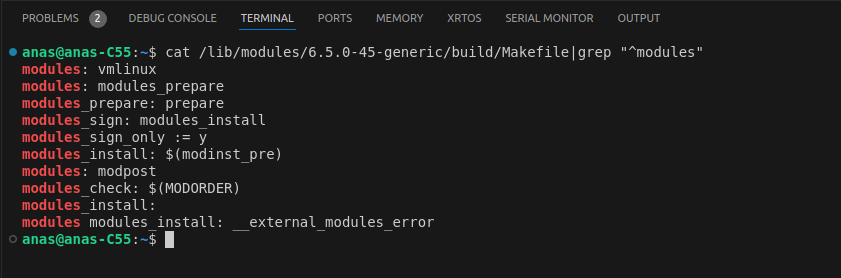 PROBLEMS 2 DEBUG CONSOLE TERMINAL PORTS MEMORY XRTOS SERIAL MONITOR OUTPUT
anas@anas-C55:~$ cat /lib/modules/6.5.0-45-generic/build/Makefile|grep "^modules"
modules: vmlinux
modules: modules_prepare
modules_prepare: prepare
modules_sign: modules_install
modules_sign_only := y
modules_install: $(modinst_pre)
modules: modpost
modules_check: $(MODORDER)
modules_install:
modules modules_install: __external_modules_error
anas@anas-C55:~$